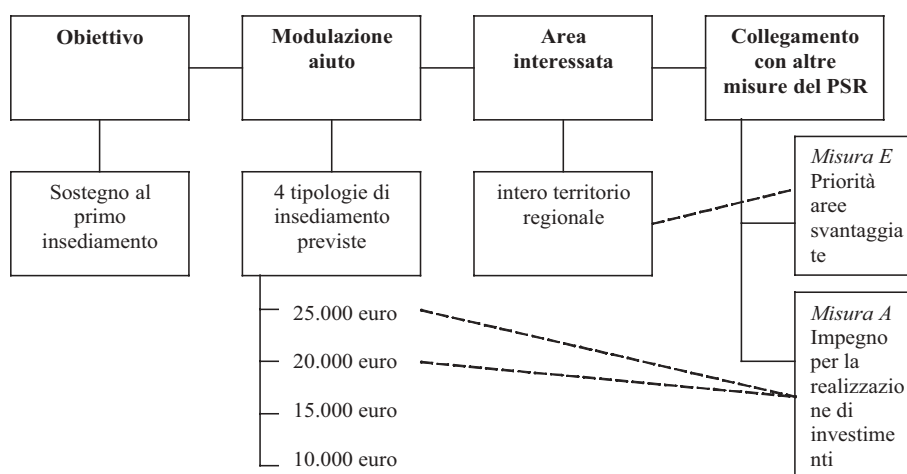 Obiettivo
Modulazione
aiuto
Area
interessata
Collegamento
con altre
misure del PSR
Sostegno al
primo
insediamento
4 tipologie di
insediamento
previste
intero territorio
regionale
Misura E
Priorità
aree
svantaggia
te
25.000 euro
20.000 euro
15.000 euro
10.000 euro
Misura A
Impegno
per la
realizzazio
ne di
investime
nti